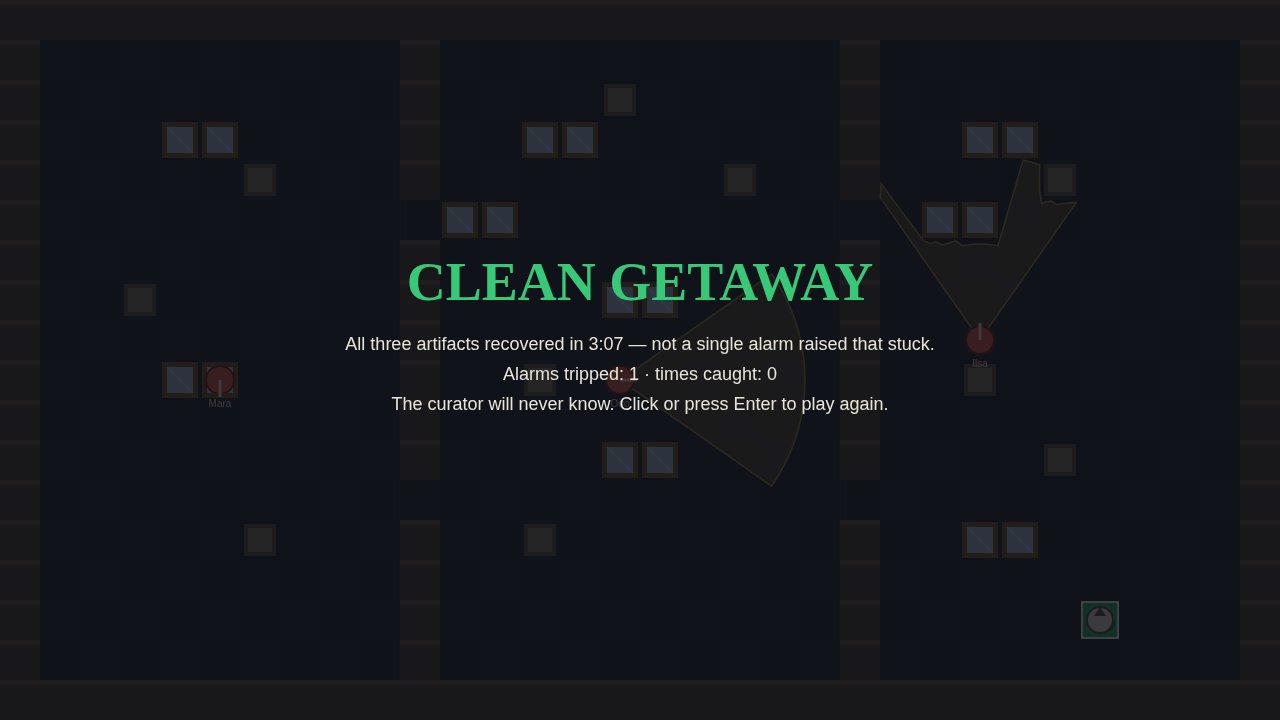 CLEAN GETAWAY
All three artifacts recovered in 3:07 — not a single alarm raised that stuck.
Alarms tripped: 1 · times caught: 0
The curator will never know. Click or press Enter to play again.
Mara
Ilsa